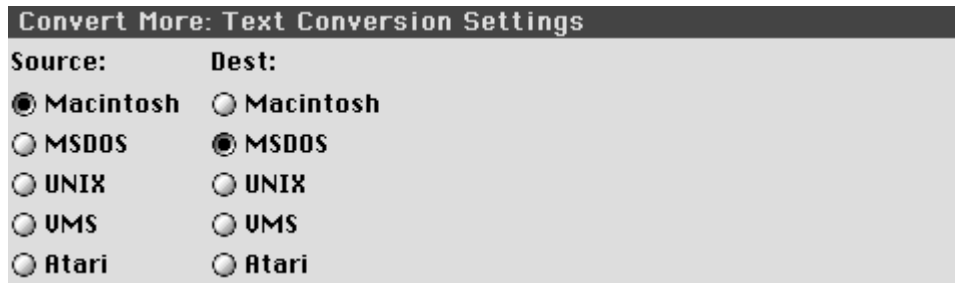 Convert More: Text Conversion Settings
Source: Dest:
Macintosh Macintosh
MSDOS MSDOS
UNIX UNIX
VMS VMS
Atari Atari